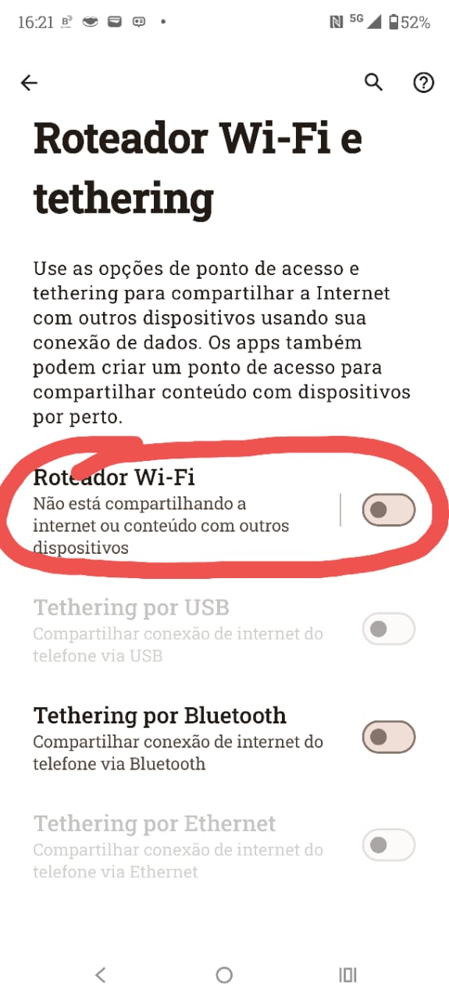 16:21
5G
52%
Roteador Wi-Fi e
tethering
Use as opções de ponto de acesso e
tethering para compartilhar a Internet
com outros dispositivos usando sua
conexão de dados. Os apps também
podem criar um ponto de acesso para
compartilhar conteúdo com dispositivos
por perto.
Roteador Wi-Fi
Não está compartilhando a
internet ou conteúdo com outros
dispositivos
Tethering por USB
Compartilhar conexão de internet do
telefone via USB
Tethering por Bluetooth
Compartilhar conexão de internet do
telefone via Bluetooth
Tethering por Ethernet
Compartilhar conexão de internet do
telefone via Ethernet